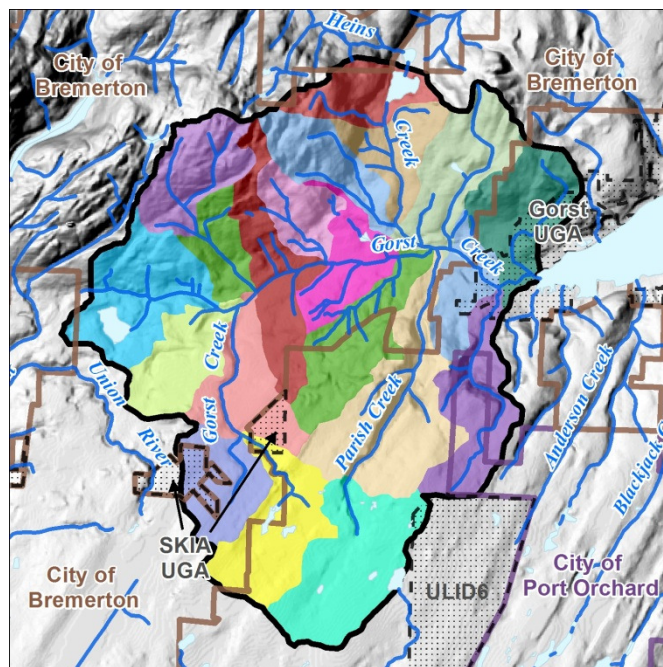 Heins
City of
Bremerton
City of
Bremerton
Creek
Gorst
UGA
Gorst
Creek
Creek
Gorst
Union
River
Parish Creek
Anderson Creek
Blackjack
SKIA
UGA
City of
Bremerton
ULID6
City of
Port Orchard